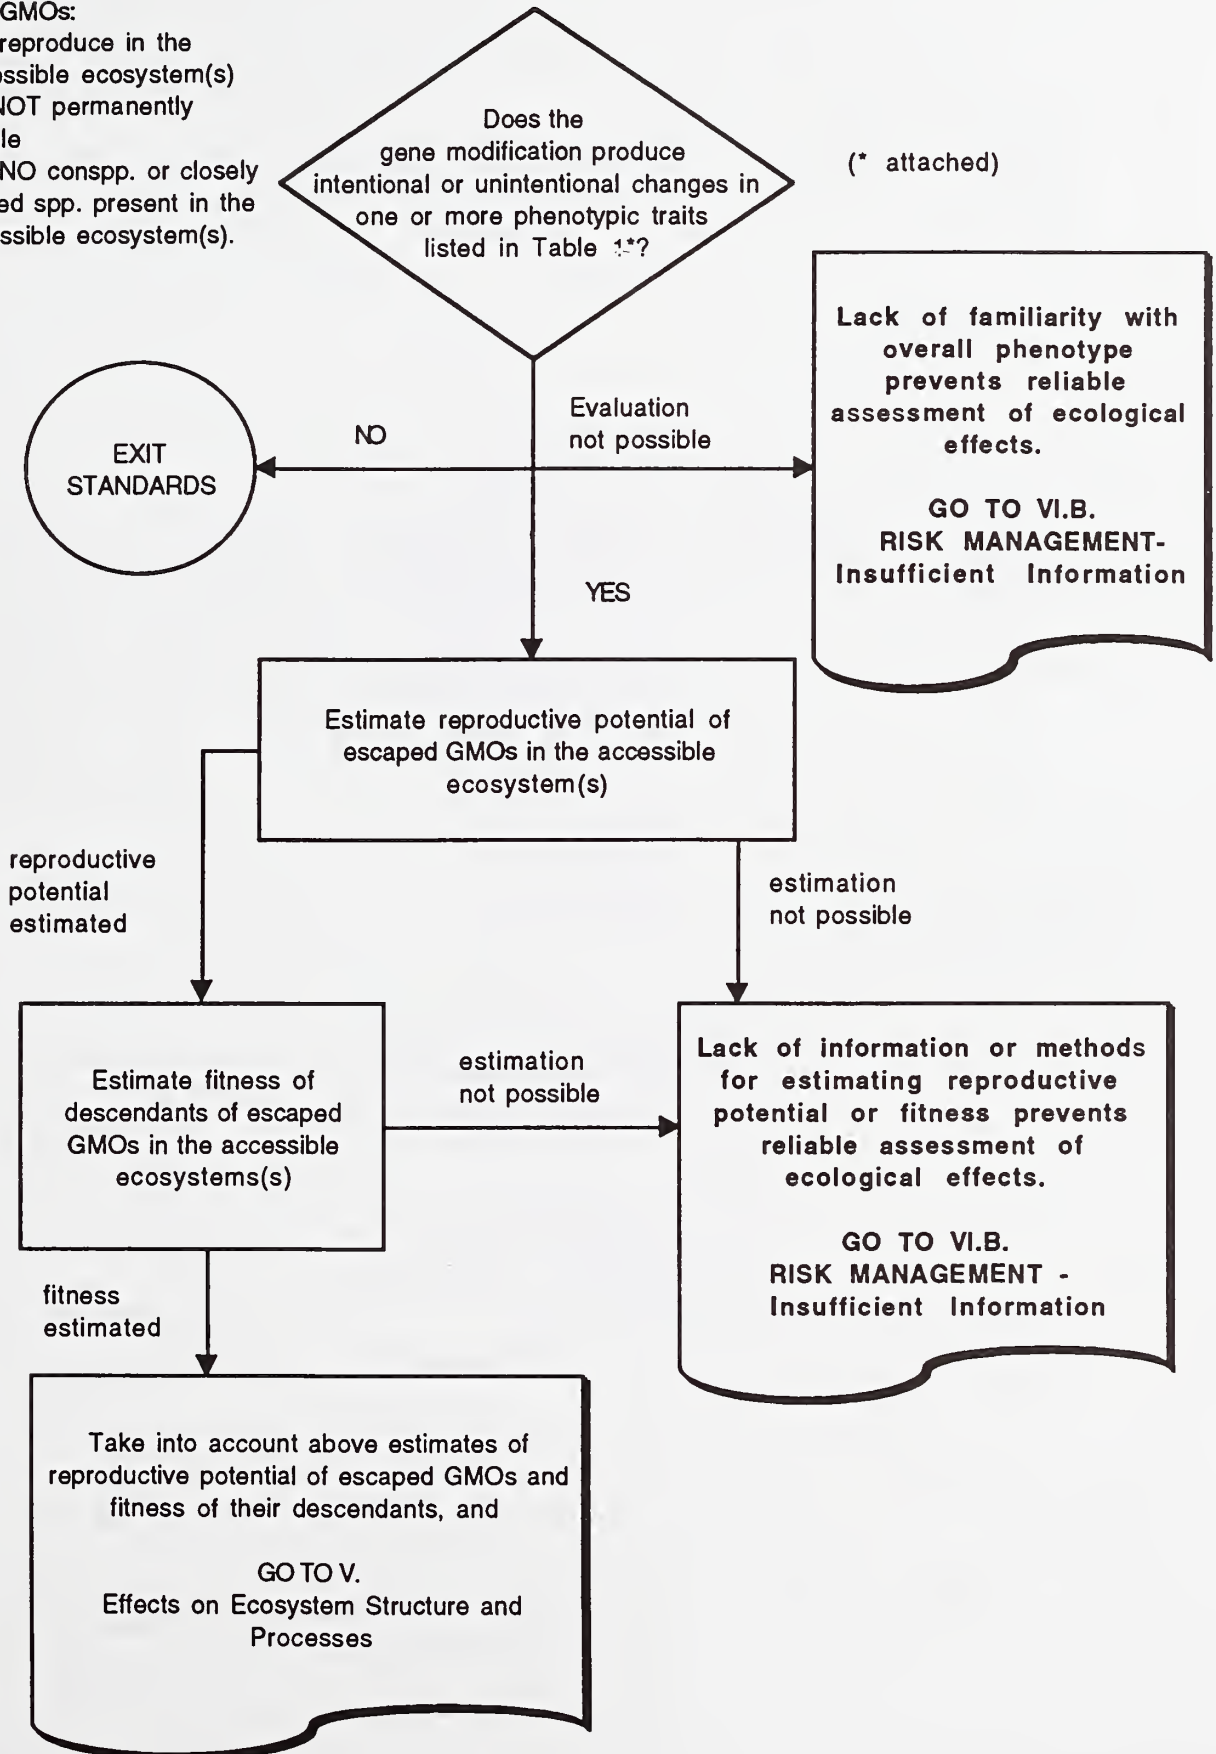 GMOs:
reproduce in the
ssible ecosystem(s)
NOT permanently
le
NO conspp. or closely
ed spp. present in the
ssible ecosystem(s).
Does the
gene modification produce
intentional or unintentional changes in
one or more phenotypic traits
listed in Table 1*?
(* attached)
Lack of familiarity with
overall phenotype
prevents reliable
assessment of ecological
effects.
GO TO VI.B.
RISK MANAGEMENT-
Insufficient Information
Evaluation
not possible
NO
EXIT
STANDARDS
YES
Estimate reproductive potential of
escaped GMOs in the accessible
ecosystem(s)
reproductive
potential
estimated
estimation
not possible
Estimate fitness of
descendants of escaped
GMOs in the accessible
ecosystems(s)
estimation
not possible
Lack of information or methods
for estimating reproductive
potential or fitness prevents
reliable assessment of
ecological effects.
GO TO VI.B.
RISK MANAGEMENT -
Insufficient Information
fitness
estimated
Take into account above estimates of
reproductive potential of escaped GMOs and
fitness of their descendants, and
GO TO V.
Effects on Ecosystem Structure and
Processes